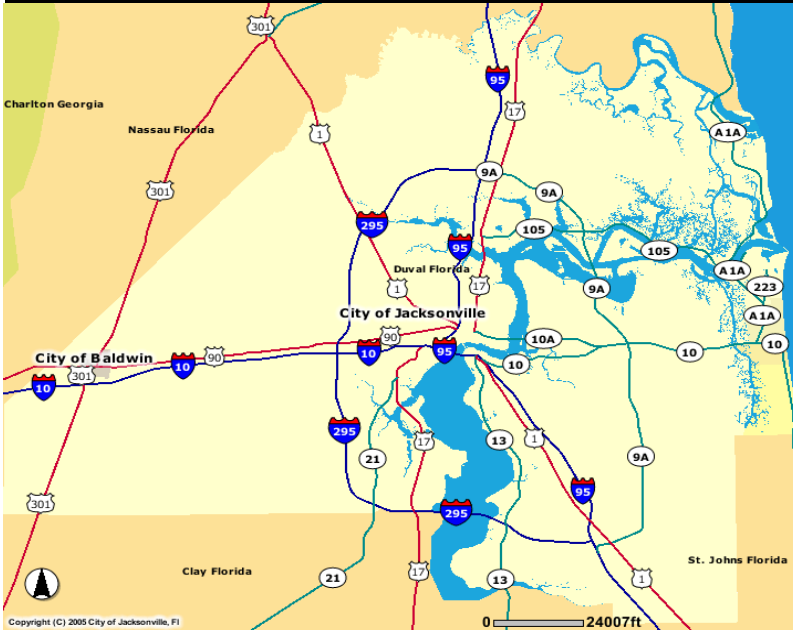 301
95
17
Charlton Georgia
Nassau Florida
1
A1A
9A
301
9A
295
105
95
105
Duval Florida
A1A
17
9A
223
1
City of Jacksonville
A1A
90
10A
City of Baldwin
90
10
95
10
10
10
301
10
10
295
17
13
1
21
9A
95
301
295
Clay Florida
St. Johns Florida
21
17
13
1
Copyright (C) 2005 City of Jacksonville, Fl
0 24007ft